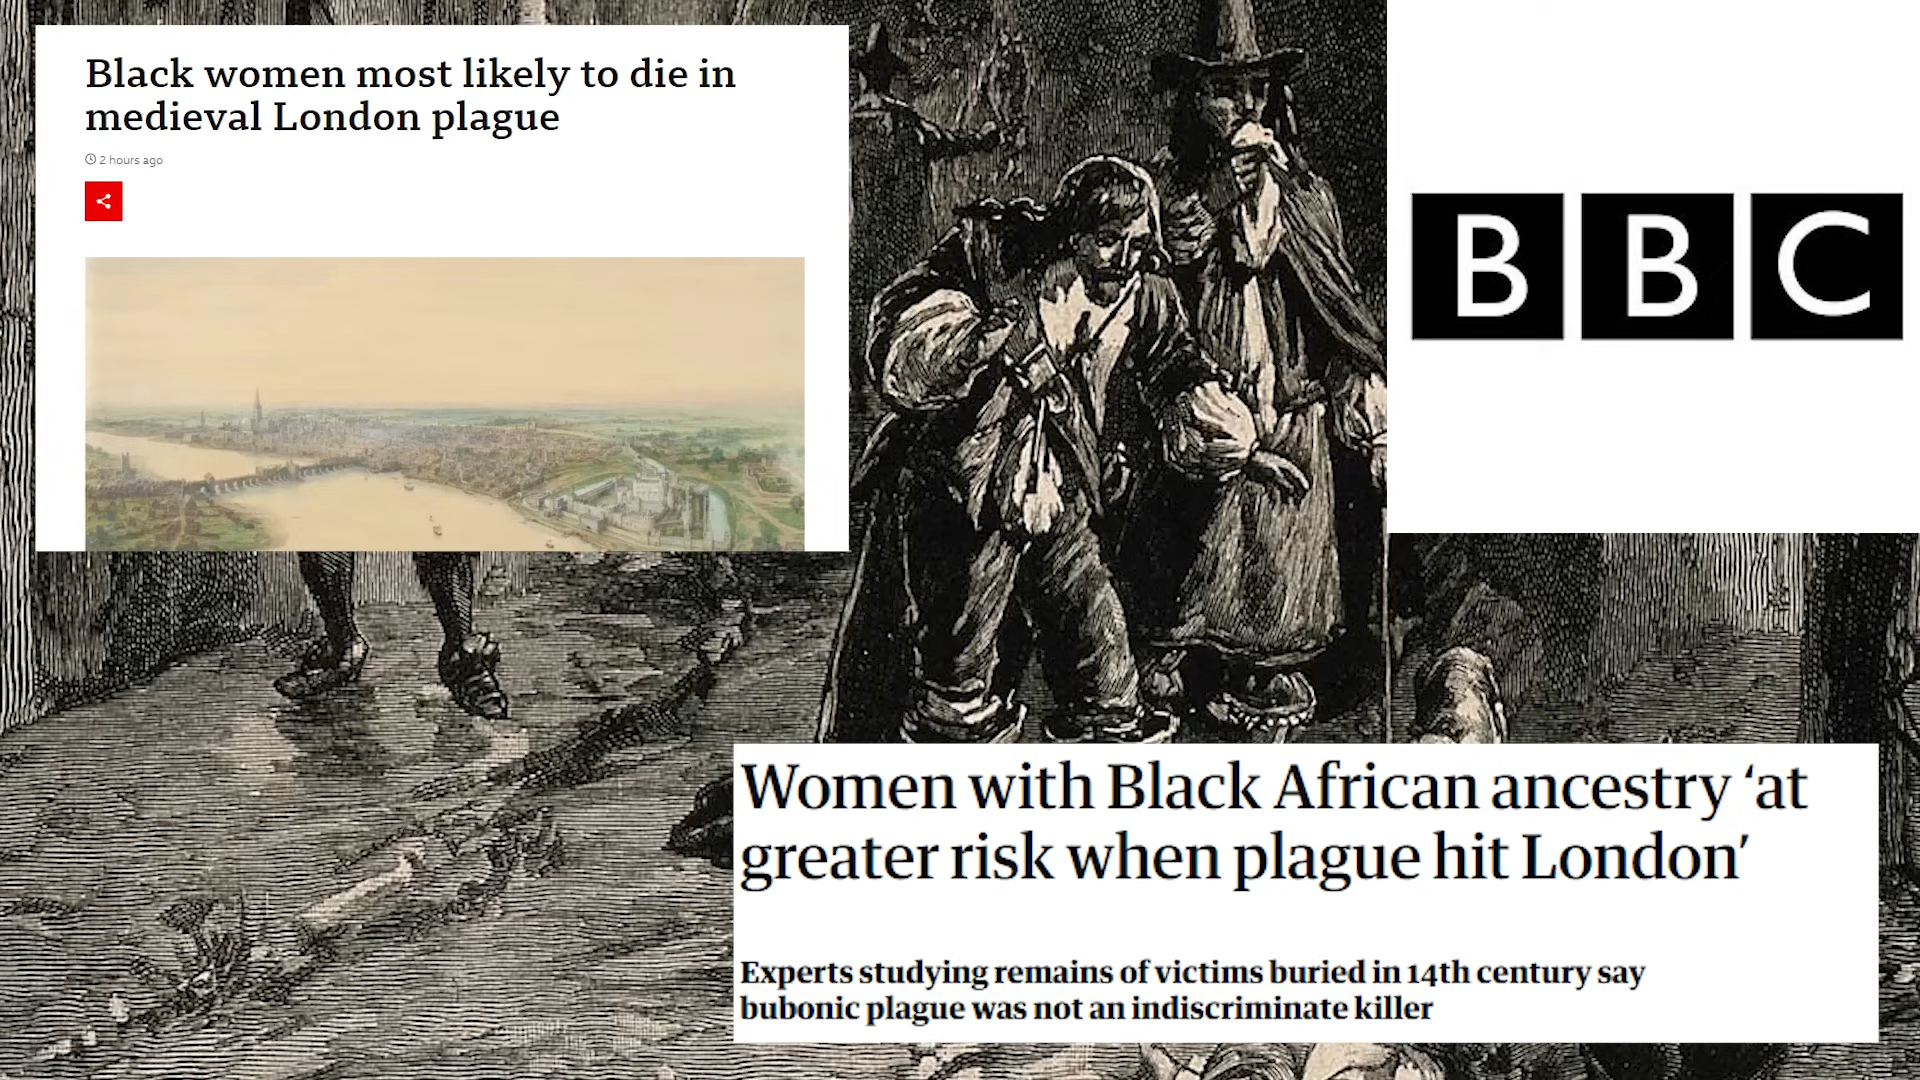 Black women most likely to die in
medieval London plague
2 hours ago
BBC
Women with Black African ancestry ‘at
greater risk when plague hit London’
Experts studying remains of victims buried in 14th century say
bubonic plague was not an indiscriminate killer